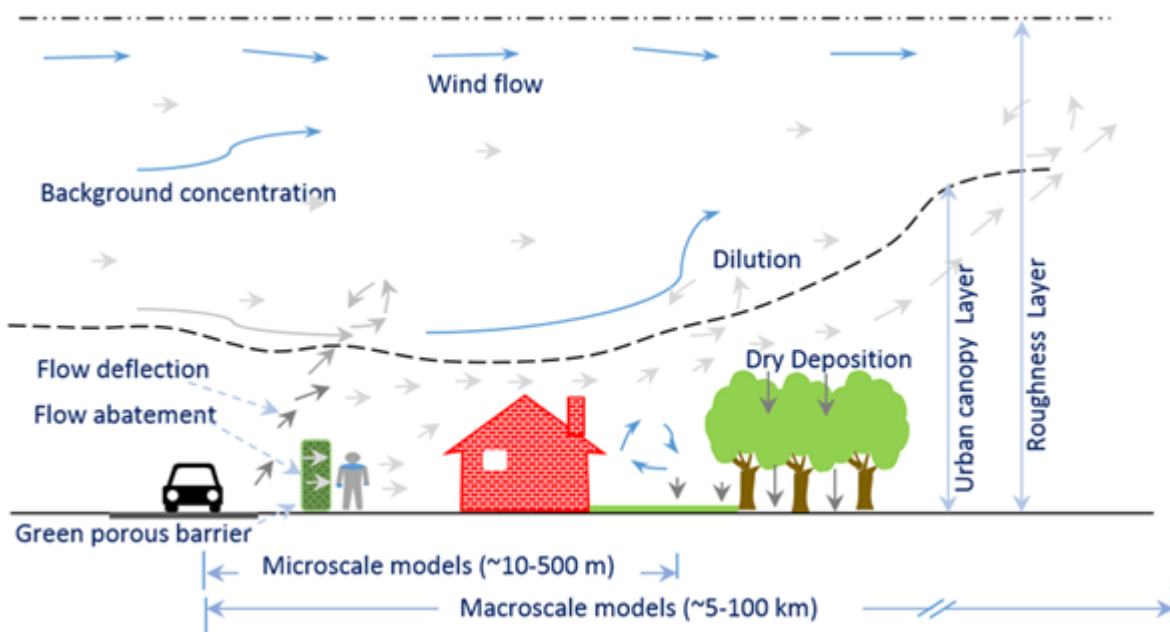 Wind flow
Background concentration
Dilution
Flow deflection
Flow abatement
Dry Deposition
Urban canopy Layer
Roughness Layer
Green porous barrier
Microscale models (~10-500 m)
Macroscale models (~5-100 km)